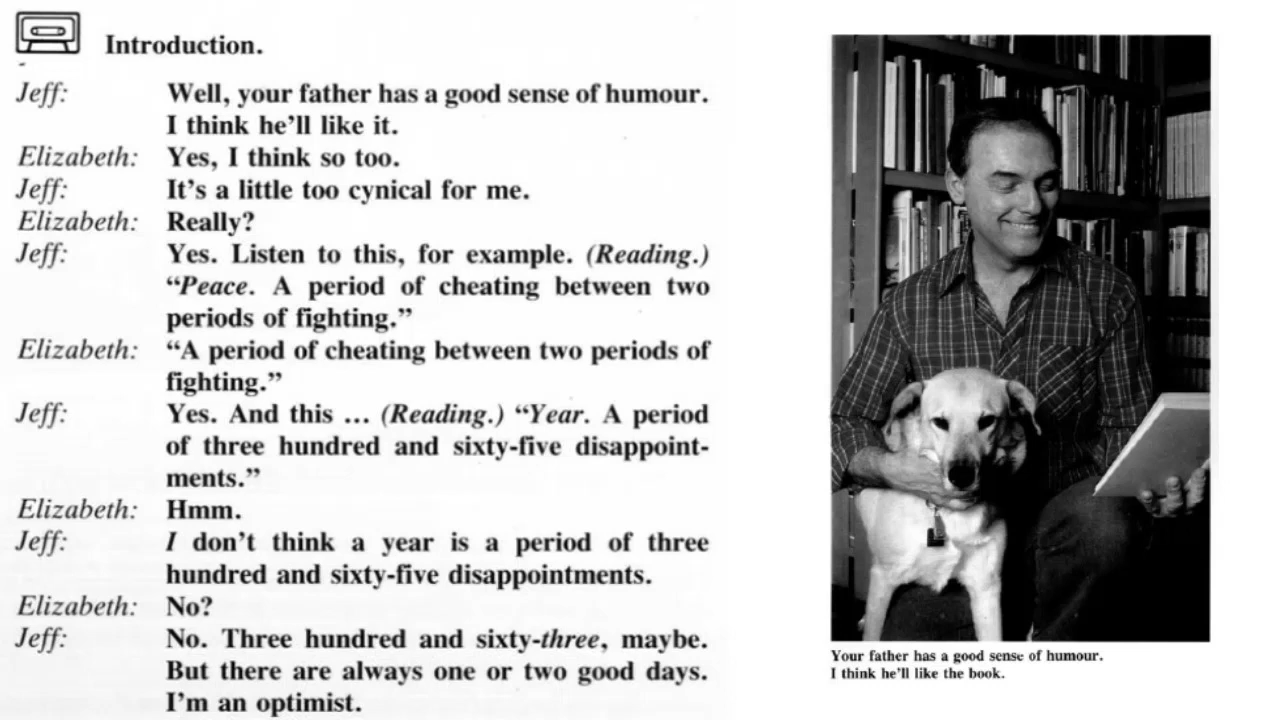 Introduction.
Jeff: Well, your father has a good sense of humour.
I think he'll like it.
Elizabeth: Yes, I think so too.
Jeff: It's a little too cynical for me.
Elizabeth: Really?
Jeff: Yes. Listen to this, for example. (Reading.)
“Peace. A period of cheating between two
periods of fighting.”
Elizabeth: “A period of cheating between two periods of
fighting.”
Jeff: Yes. And this ... (Reading.) “Year. A period
of three hundred and sixty-five disappoint-
ments.”
Elizabeth: Hmm.
Jeff: I don't think a year is a period of three
hundred and sixty-five disappointments.
Elizabeth: No?
Jeff: No. Three hundred and sixty-three, maybe.
But there are always one or two good days.
I'm an optimist.
Your father has a good sense of humour.
I think he'll like the book.